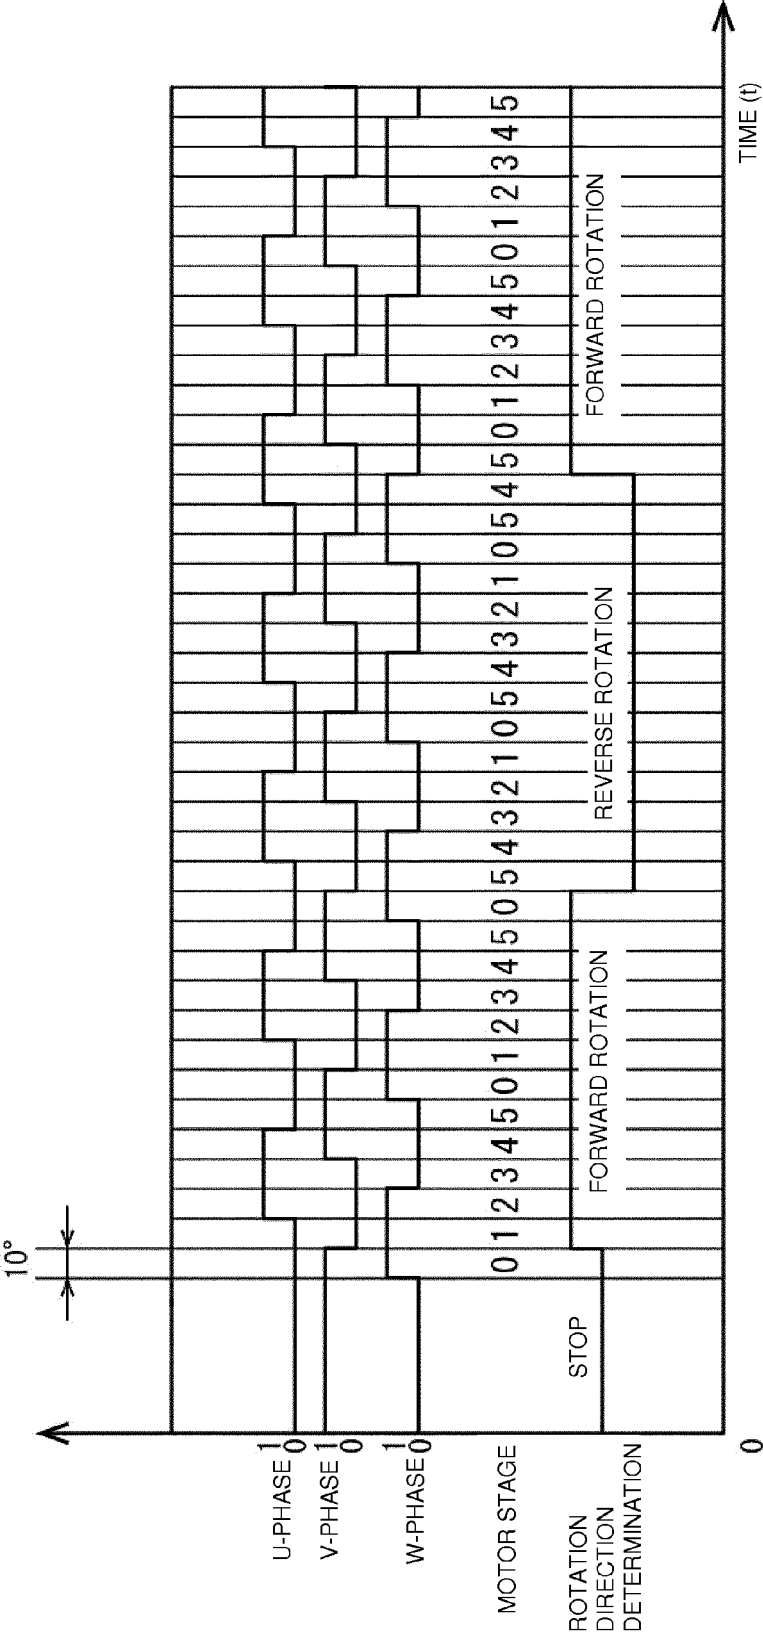 10°
U-PHASE 1
0
V-PHASE 1
0
W-PHASE 1
0
MOTOR STAGE 0 1 2 3 4 5 0 1 2 3 4 5 0 5 4 3 2 1 0 5 4 3 2 1 0 5 4 5 0 1 2 3 4 5 0 1 2 3 4 5
ROTATION
DIRECTION
DETERMINATION
STOP FORWARD ROTATION REVERSE ROTATION FORWARD ROTATION
0 TIME (t)